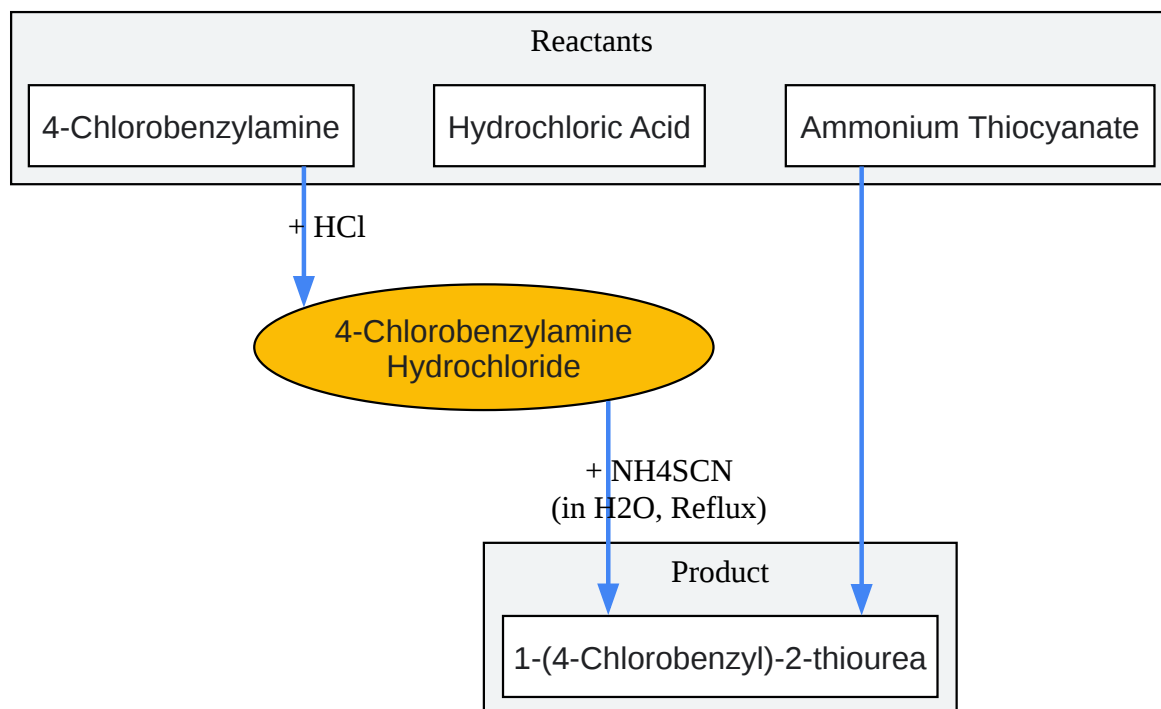 Reactants
4-Chlorobenzylamine
Hydrochloric Acid
Ammonium Thiocyanate
+ HCl
4-Chlorobenzylamine
Hydrochloride
+ NH4SCN
(in H2O, Reflux)
Product
1-(4-Chlorobenzyl)-2-thiourea